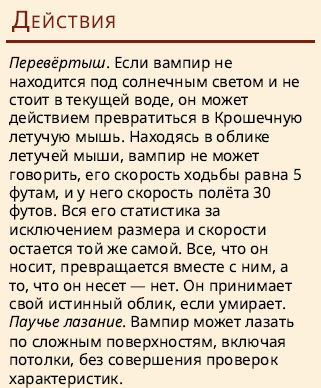 Действия
Перевёртыш. Если вампир не
находится под солнечным светом и не
стоит в текущей воде, он может
действием превратиться в Крошечную
летучую мышь. Находясь в облике
летучей мыши, вампир не может
говорить, его скорость ходьбы равна 5
футам, и у него скорость полёта 30
футов. Вся его статистика за
исключением размера и скорости
остается той же самой. Все, что он
носит, превращается вместе с ним, а
то, что он несет — нет. Он принимает
свой истинный облик, если умирает.
Паучье лазание. Вампир может лазать
по сложным поверхностям, включая
потолки, без совершения проверок
характеристик.